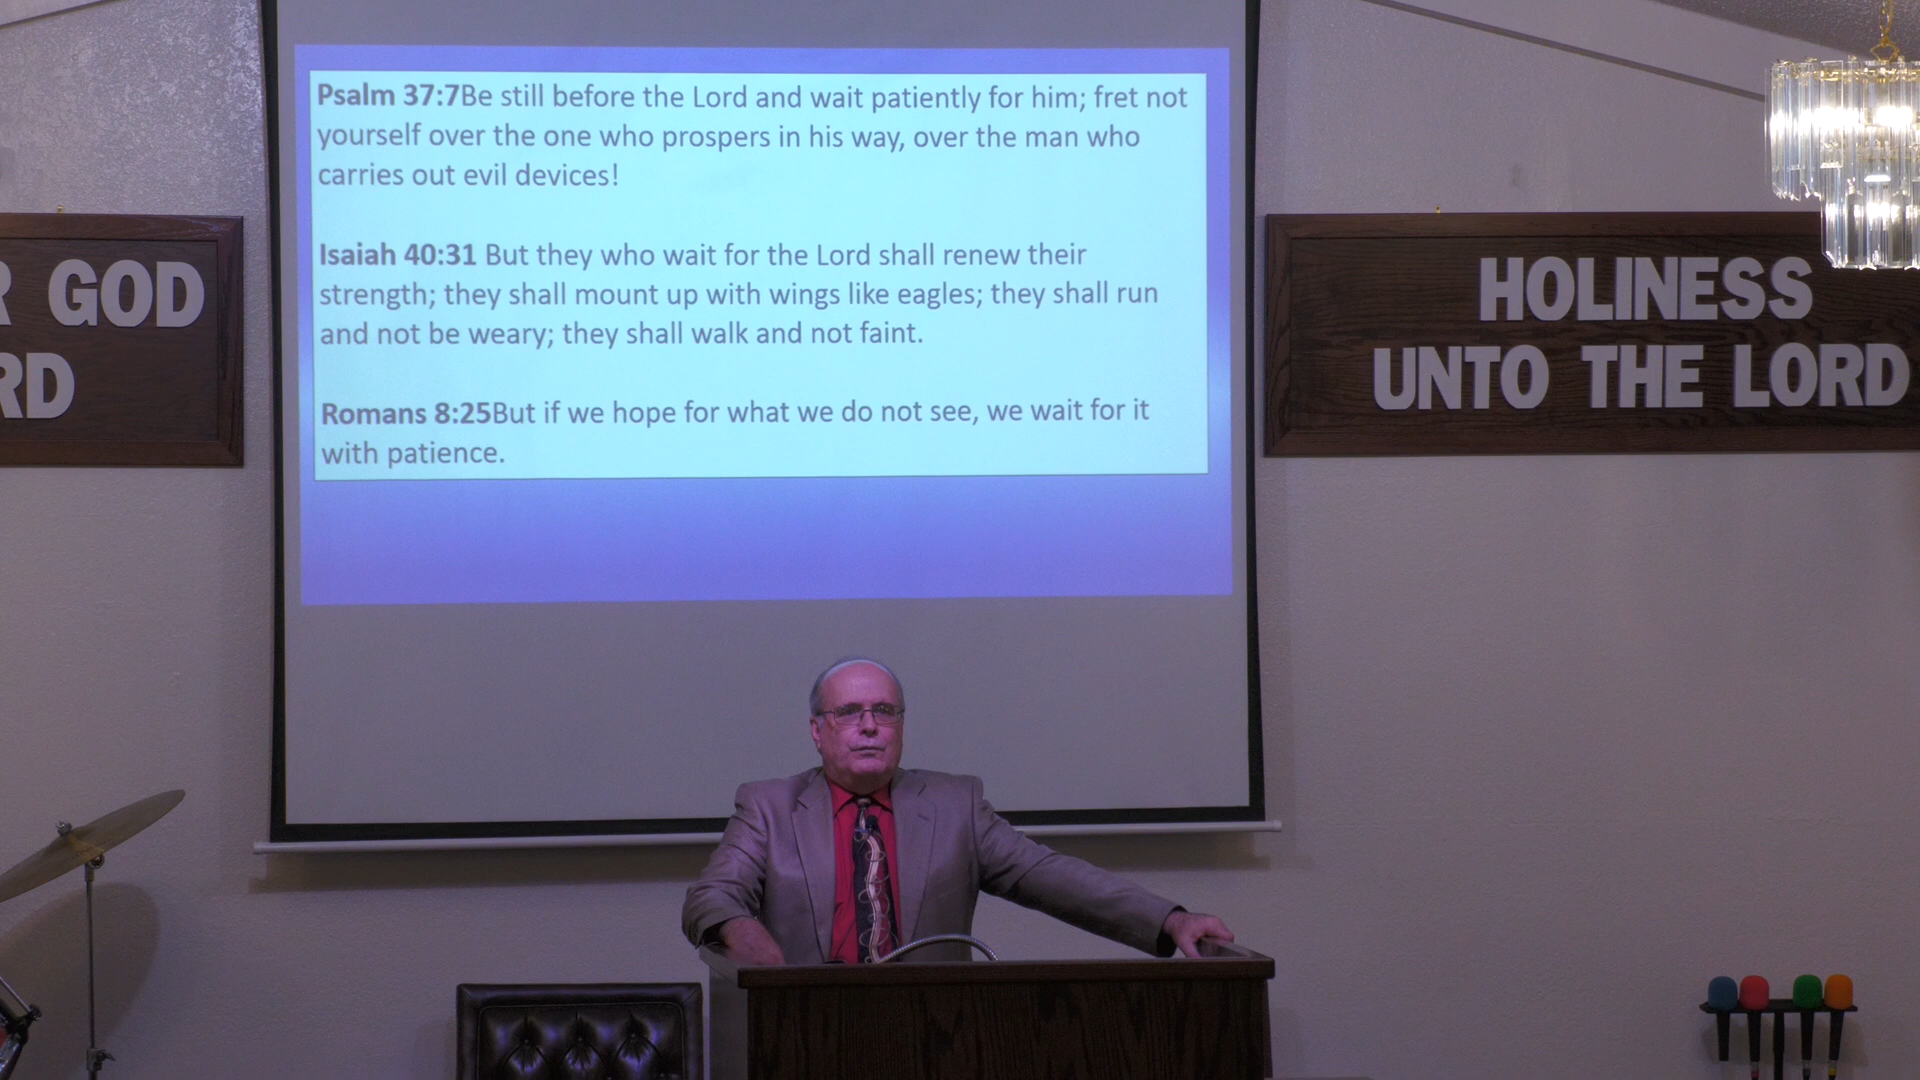 Psalm 37:7Be still before the Lord and wait patiently for him; fret not
yourself over the one who prospers in his way, over the man who
carries out evil devices!
Isaiah 40:31 But they who wait for the Lord shall renew their
strength; they shall mount up with wings like eagles; they shall run
and not be weary; they shall walk and not faint.
Romans 8:25But if we hope for what we do not see, we wait for it
with patience.
GOD
HOLINESS
UNTO THE LORD